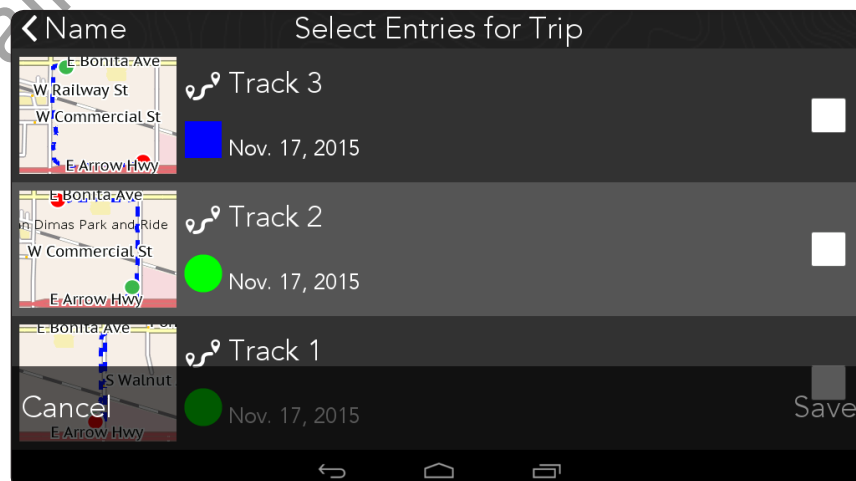 Name
Select Entries for Trip
E Bonita Ave
W Railway St
W Commercial St
E Arrow Hwy
Track 3
Nov. 17, 2015
E Bonita Ave
Dimas Park and Ride
W Commercial St
E Arrow Hwy
Track 2
Nov. 17, 2015
E Bonita Ave
S Walnut
E Arrow Hwy
Track 1
Nov. 17, 2015
Cancel
Save